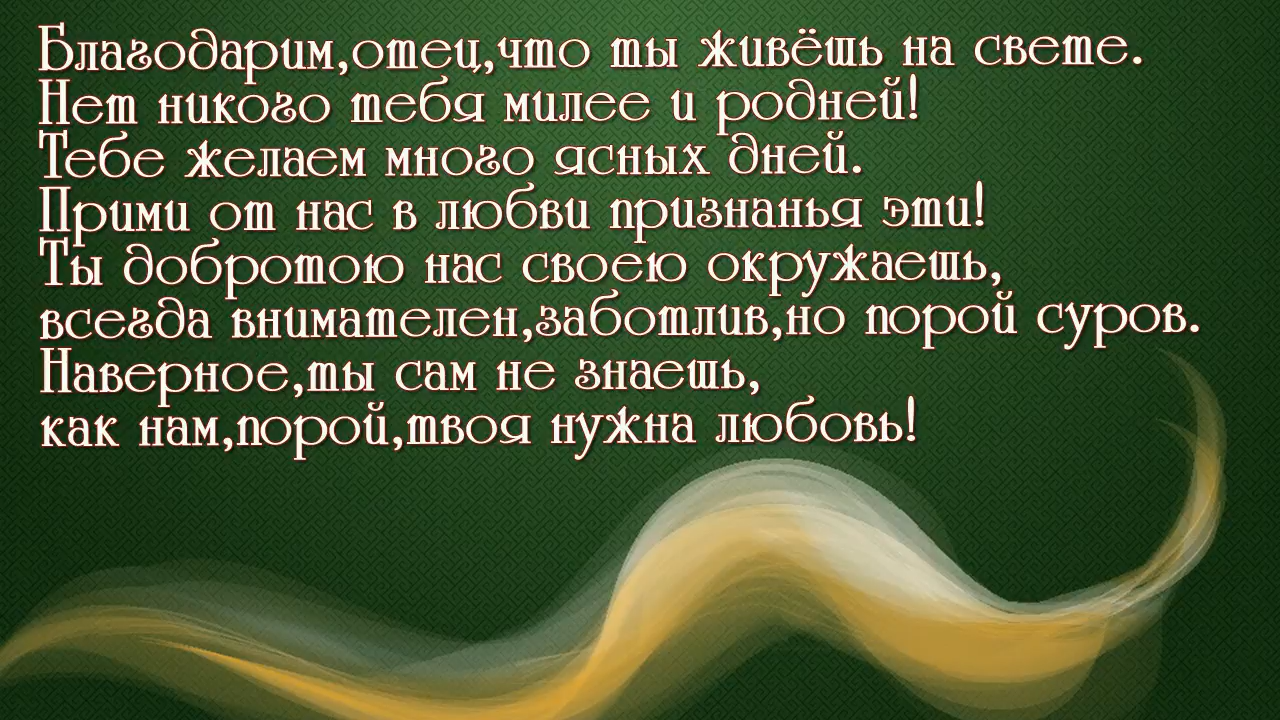 Благодарим,отец,что ты живёшь на свете.
Нет никого тебя милее и родней!
Тебе желаем много ясных дней.
Прими от нас в любви признанья эти!
Ты добротою нас своею окружаешь,
всегда внимателен,заботлив,но порой суров.
Наверное,ты сам не знаешь,
как нам,порой,твоя нужна любовь!